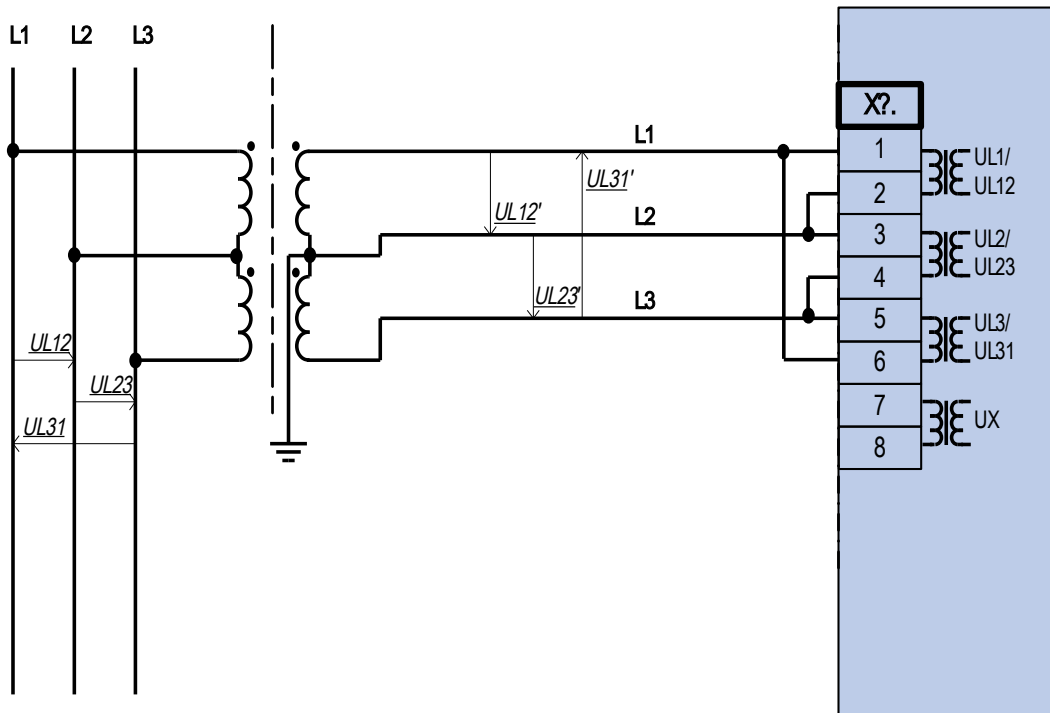 L1 L2 L3
X?.
L1
1
UL1/
UL31'
2
UL12
UL12'
L2
3
UL2/
UL23
4
UL23'
L3
5
UL3/
UL12
6
UL31
UL23
7
UX
UL31
8